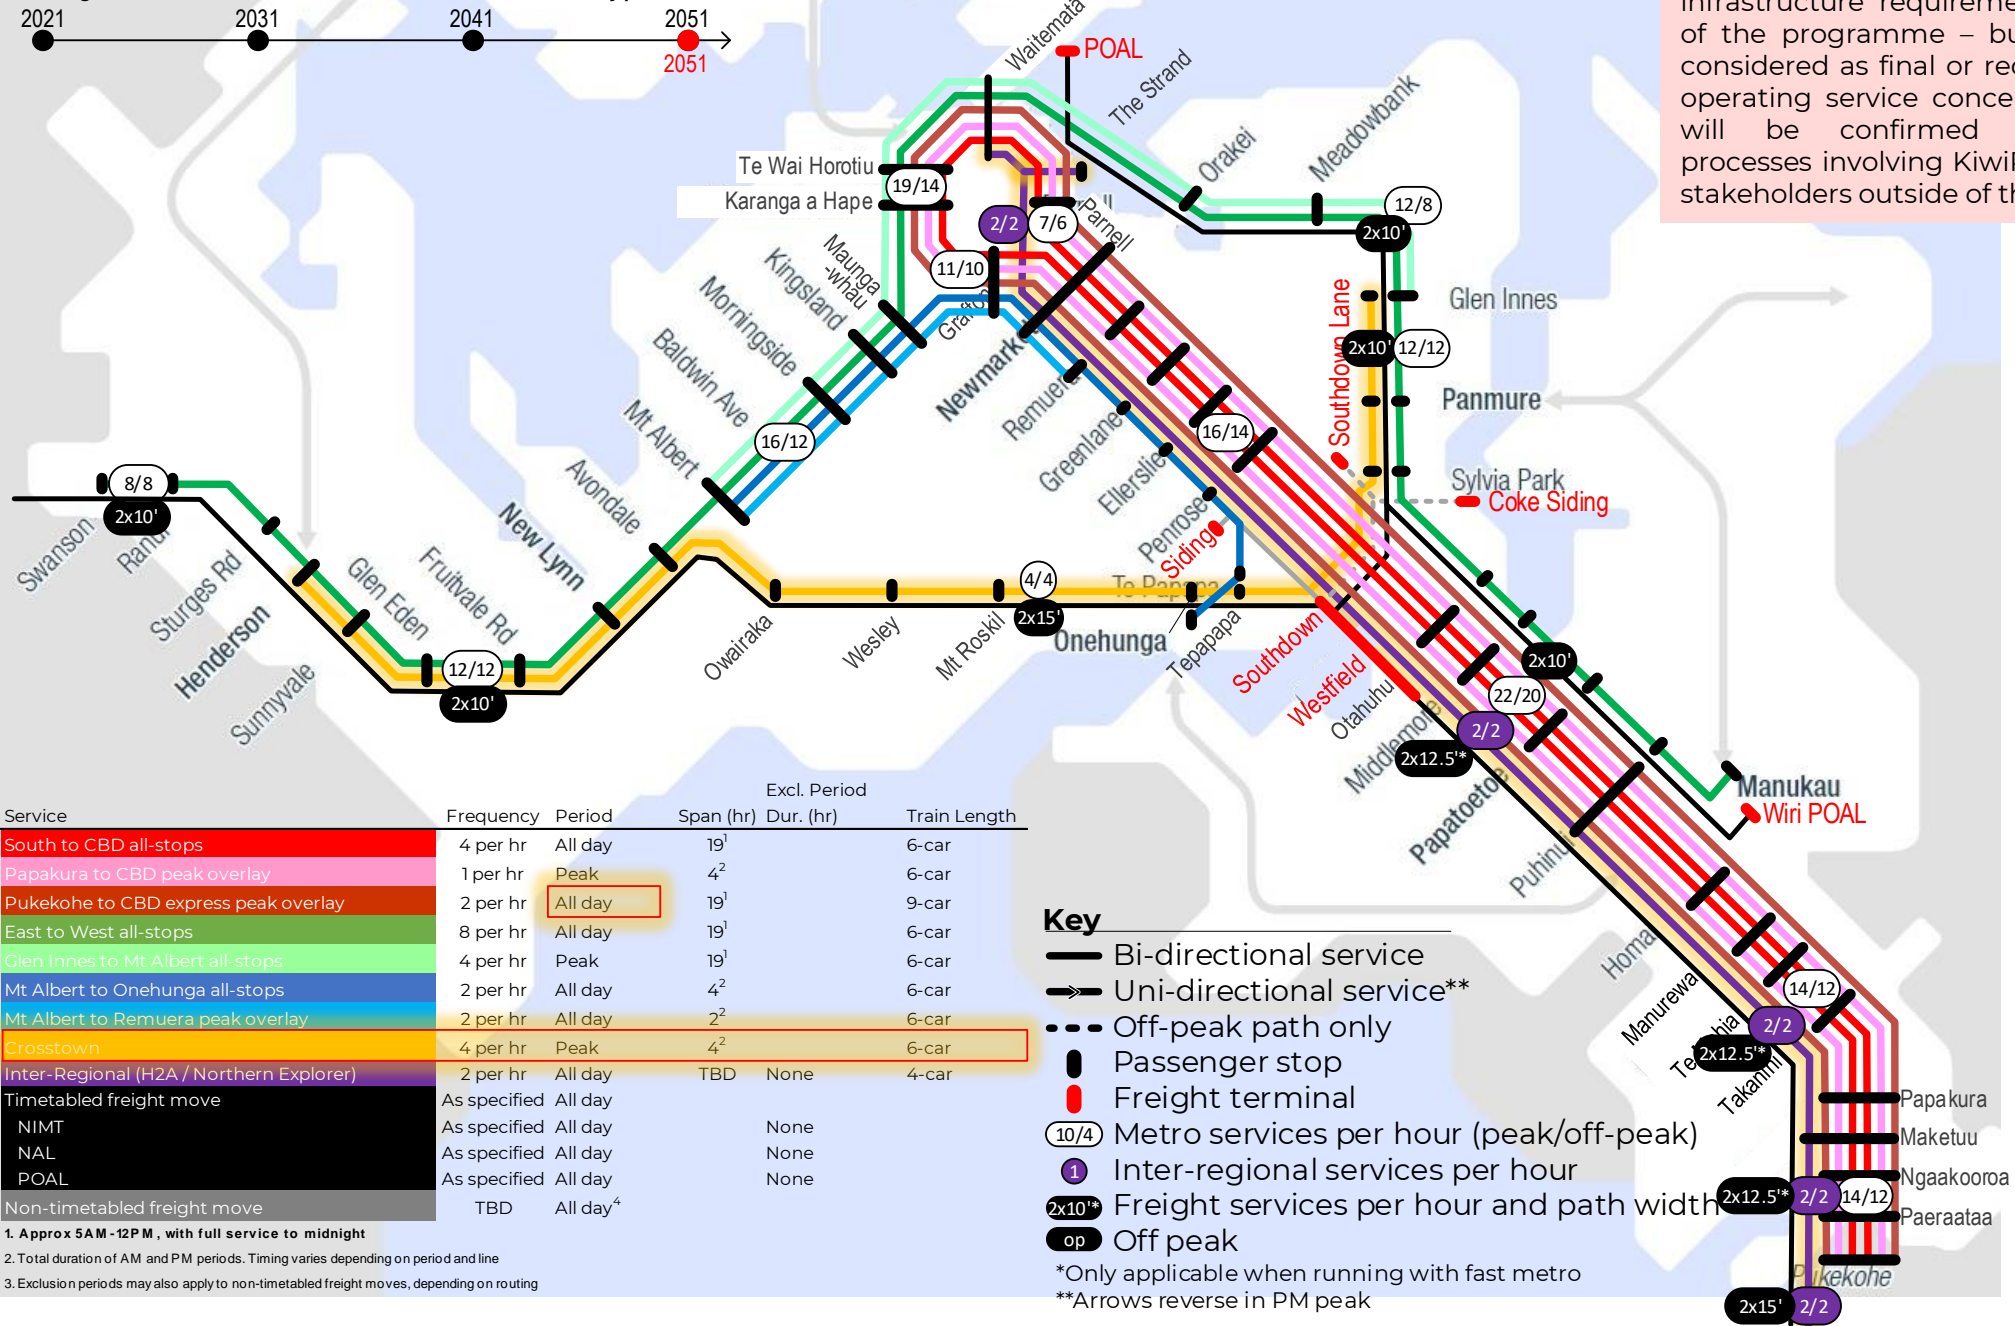 2021
2031
2041
2051
2051
infrastructure requireme
of the programme – bu
considered as final or re
operating service conce
will be confirmed
processes involving Kiwi
stakeholders outside of th
Waitemata
POAL
The Strand
Orakei
Meadowbank
Te Wai Horotiu
Karanga a Hape
19/14
2/2
7/6
Parnell
12/8
2x10'
11/10
Maunga
-whau
Kingsland
Morningside
Baldwin Ave
Mt Albert
Avondale
Grafton
Newmarket
Remuera
Greenlane
Ellerslie
Penrose
Siding
Southdown Lane
Glen Innes
2x10'
12/12
Panmure
Sylvia Park
Coke Siding
16/12
16/14
8/8
2x10'
Swanson
Ranui
Sturges Rd
Henderson
Sunnyvale
Glen Eden
Fruitvale Rd
New Lynn
12/12
2x10'
Owairaka
Wesley
Mt Roskil
4/4
2x15'
Te Papapa
Onehunga
Tepapapa
Southdown
Westfield
Otahuhu
Middlemore
Papatoetoe
Puhinui
2x10'
22/20
2/2
2x12.5'*
Manukau
Wiri POAL
Homai
Manurewa
Takanini
14/12
2/2
2x12.5'*
Papakura
Maketuu
Ngaakooroa
Paeraataa
Pukekohe
2x12.5'*
2/2
14/12
2x15'
2/2
Excl. Period
Service Frequency Period Span (hr) Dur. (hr) Train Length
South to CBD all-stops 4 per hr All day 19¹ 6-car
Papakura to CBD peak overlay 1 per hr Peak 4² 6-car
Pukekohe to CBD express peak overlay 2 per hr All day 19¹ 9-car
East to West all-stops 8 per hr All day 19¹ 6-car
Glen Innes to Mt Albert all-stops 4 per hr Peak 19¹ 6-car
Mt Albert to Onehunga all-stops 2 per hr All day 4² 6-car
Mt Albert to Remuera peak overlay 2 per hr All day 2² 6-car
Crosstown 4 per hr Peak 4² 6-car
Inter-Regional (H2A / Northern Explorer) 2 per hr All day TBD None 4-car
Timetabled freight move As specified All day
NIMT As specified All day None
NAL As specified All day None
POAL As specified All day None
Non-timetabled freight move TBD All day⁴
1. Approx 5AM-12PM, with full service to midnight
2. Total duration of AM and PM periods. Timing varies depending on period and line
3. Exclusion periods may also apply to non-timetabled freight moves, depending on routing
Key
Bi-directional service
Uni-directional service**
Off-peak path only
Passenger stop
Freight terminal
10/4 Metro services per hour (peak/off-peak)
1 Inter-regional services per hour
2x10'* Freight services per hour and path width
op Off peak
*Only applicable when running with fast metro
**Arrows reverse in PM peak